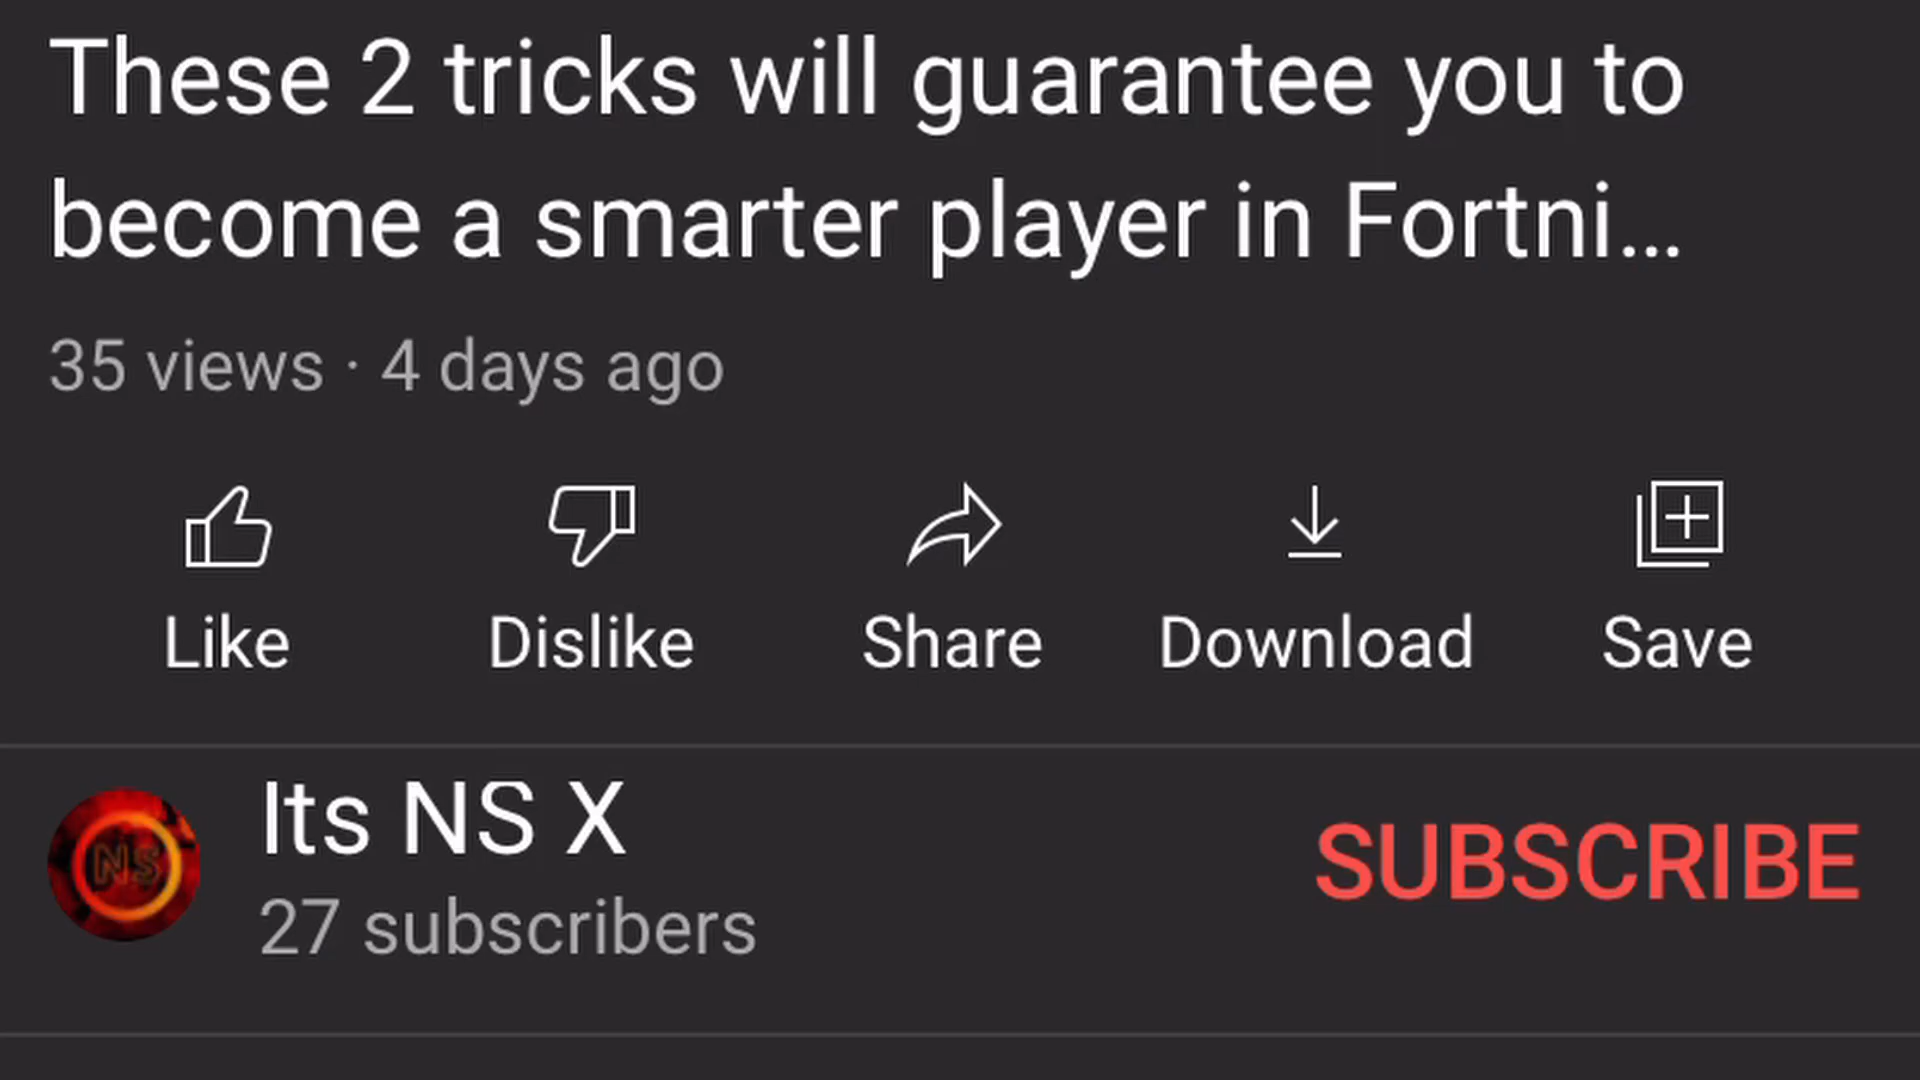 These 2 tricks will guarantee you to
become a smarter player in Fortni...
35 views · 4 days ago
Like Dislike Share Download Save
Its NS X
NS
SUBSCRIBE
27 subscribers